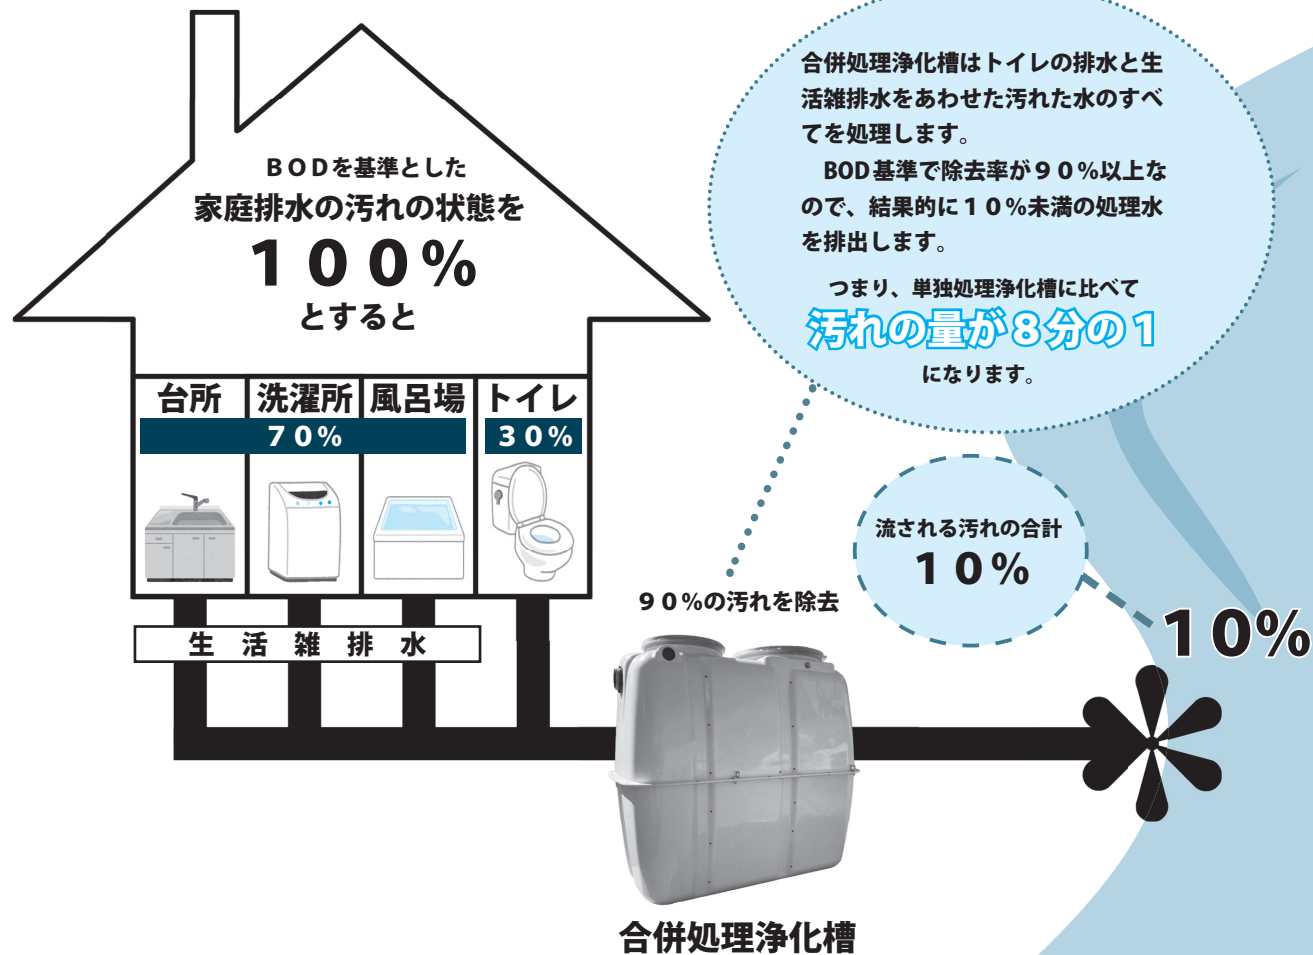 BODを基準とした
家庭排水の汚れの状態を
100%
とすると
台所
洗濯所
風呂場
トイレ
70%
30%
生活雑排水
合併処理浄化槽はトイレの排水と生
活雑排水をあわせた汚れた水のすべ
てを処理します。
BOD基準で除去率が90%以上な
ので、結果的に10%未満の処理水
を排出します。
つまり、単独処理浄化槽に比べて
汚れの量が8分の1
になります。
流される汚れの合計
10%
90%の汚れを除去
10%
合併処理浄化槽